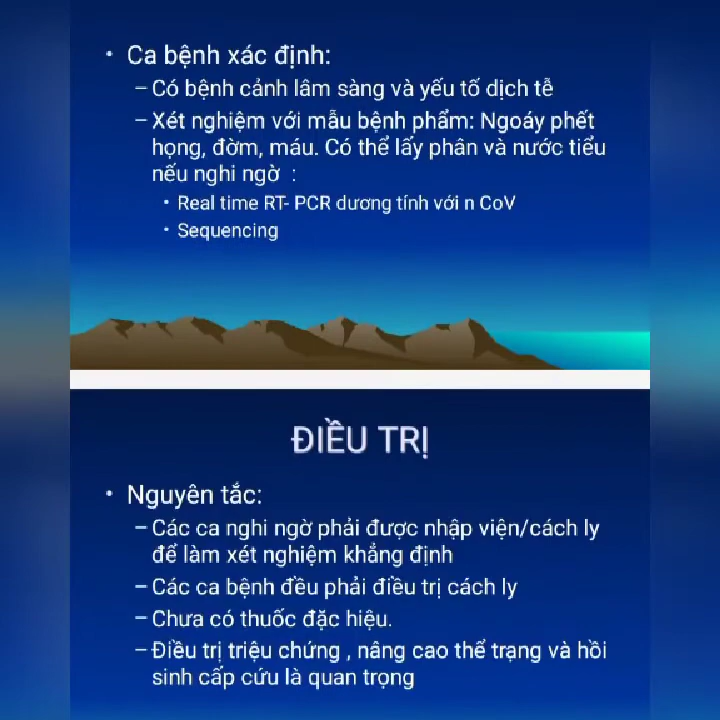 • Ca bệnh xác định:
– Có bệnh cảnh lâm sàng và yếu tố dịch tễ
– Xét nghiệm với mẫu bệnh phẩm: Ngoáy phết
họng, đờm, máu. Có thể lấy phân và nước tiểu
nếu nghi ngờ :
• Real time RT- PCR dương tính với n CoV
• Sequencing
ĐIỀU TRỊ
• Nguyên tắc:
– Các ca nghi ngờ phải được nhập viện/cách ly
để làm xét nghiệm khẳng định
– Các ca bệnh đều phải điều trị cách ly
– Chưa có thuốc đặc hiệu.
– Điều trị triệu chứng , nâng cao thể trạng và hồi
sinh cấp cứu là quan trọng